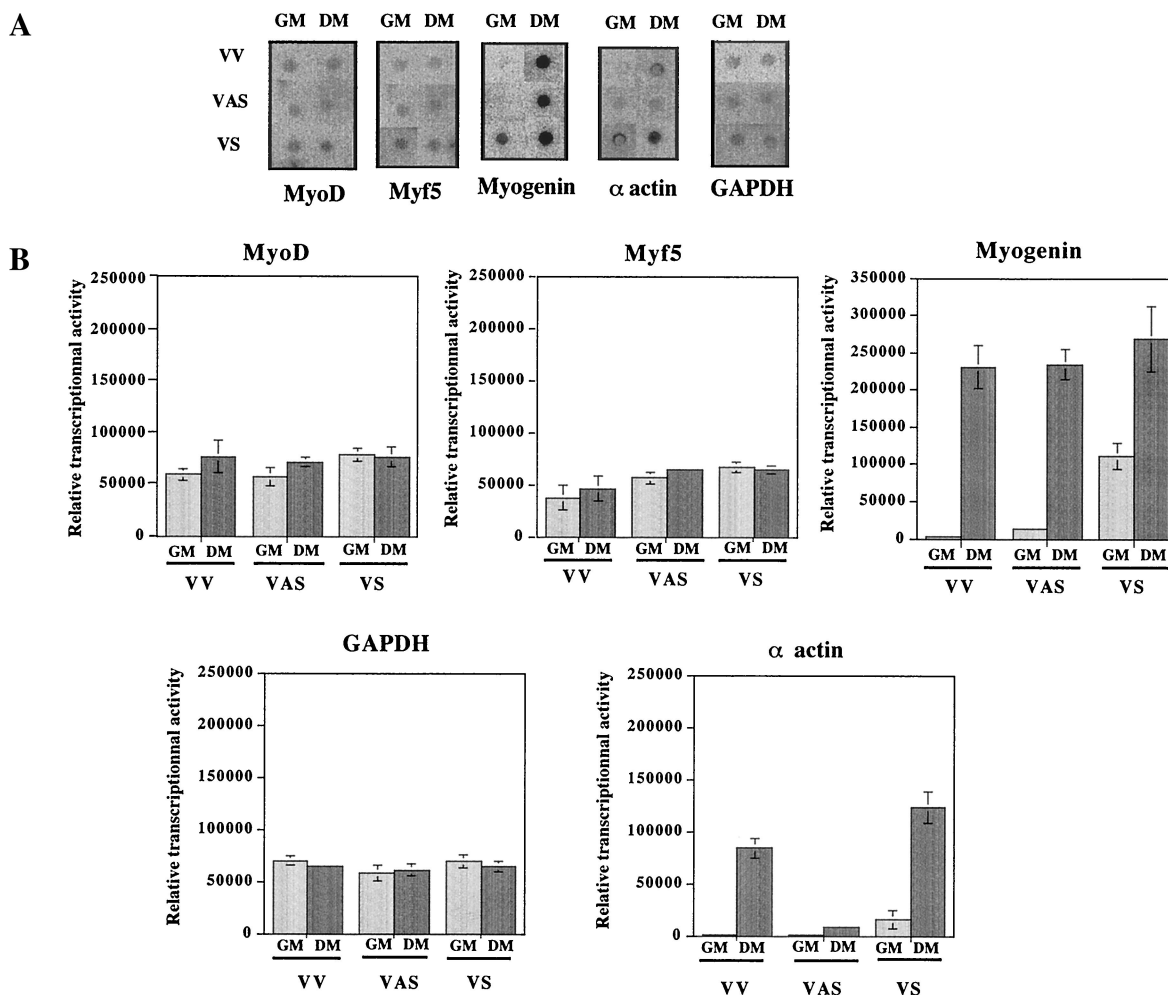 A
GM DM GM DM GM DM GM DM GM DM
VV
VAS
VS
MyoD Myf5 Myogenin α actin GAPDH
B
MyoD
Relative transcriptionnal activity
250000
200000
150000
100000
50000
0
GM DM GM DM GM DM
VV VAS VS
Myf5
Relative transcriptionnal activity
250000
200000
150000
100000
50000
0
GM DM GM DM GM DM
VV VAS VS
Myogenin
Relative transcriptionnal activity
350000
300000
250000
200000
150000
100000
50000
0
GM DM GM DM GM DM
VV VAS VS
GAPDH
Relative transcriptionnal activity
250000
200000
150000
100000
50000
0
GM DM GM DM GM DM
VV VAS VS
α actin
Relative transcriptionnal activity
250000
200000
150000
100000
50000
0
GM DM GM DM GM DM
VV VAS VS